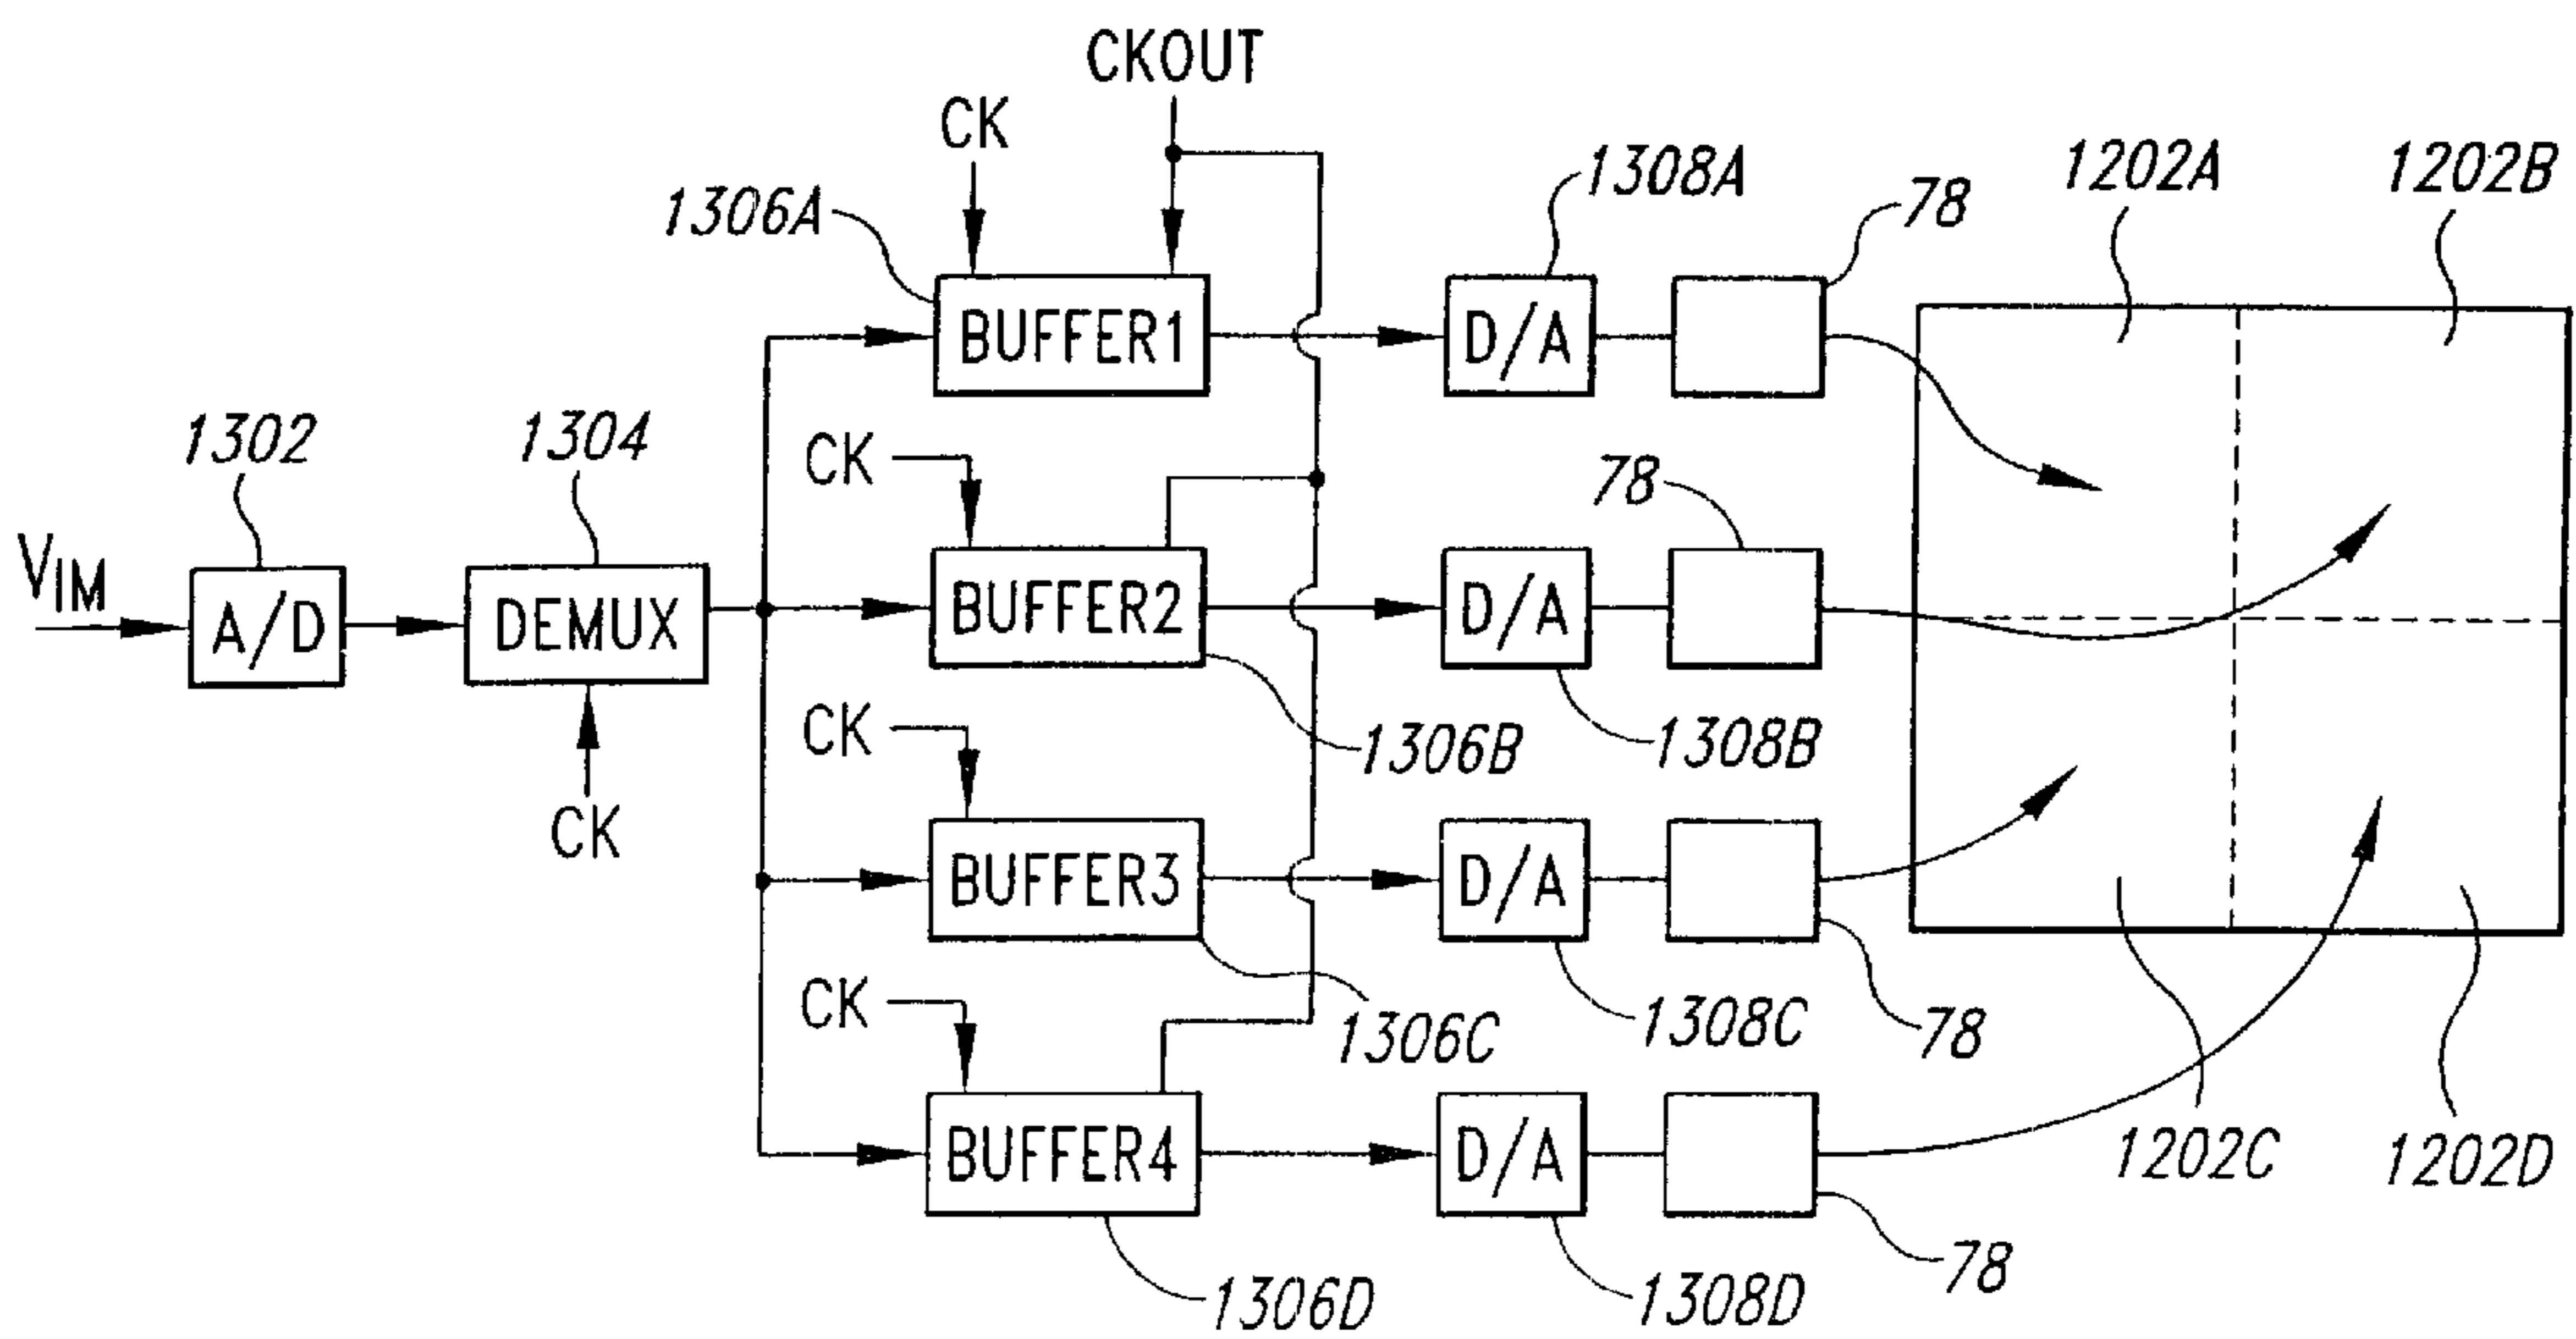 CKOUT
CK
1306A
1308A
78
1202A
1202B
BUFFER1
D/A
1302
1304
CK
78
VIM
A/D
DEMUX
BUFFER2
D/A
CK
1306B
1308B
CK
BUFFER3
D/A
CK
1306C
1308C
78
BUFFER4
D/A
1202C
1202D
1306D
1308D
78